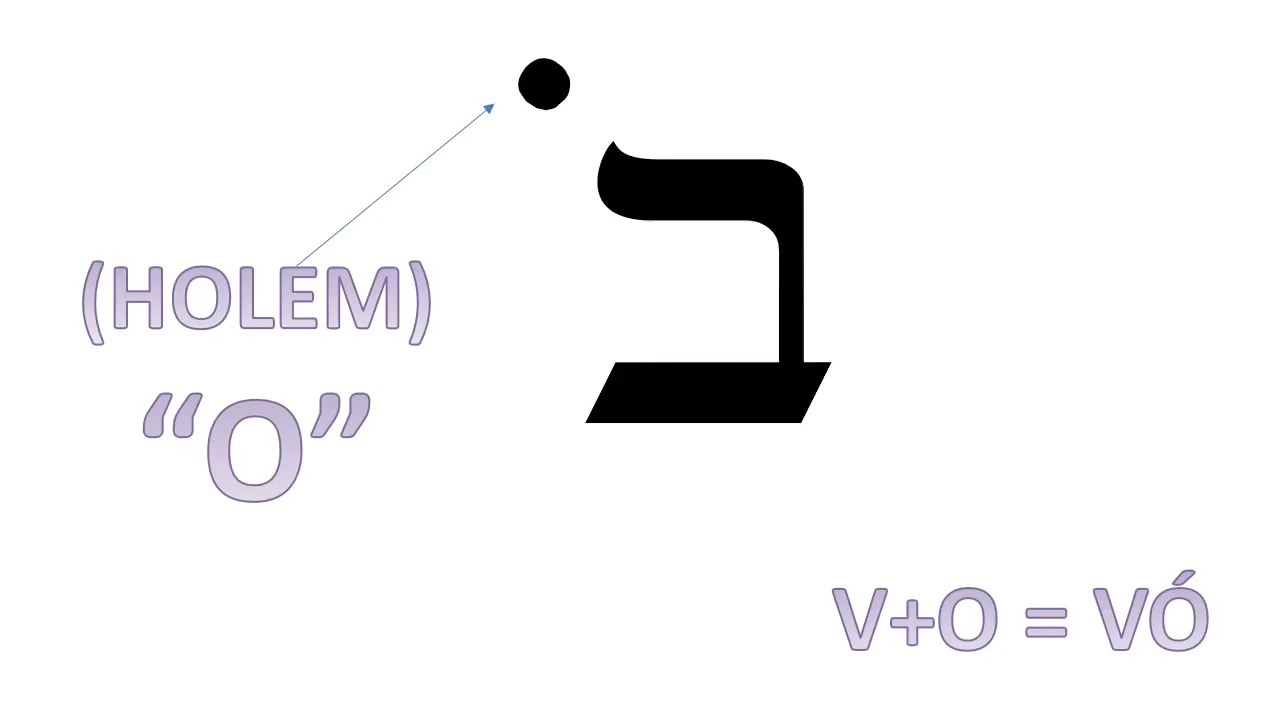 בֹ
(HOLEM)
“O”
V+O = VÓ